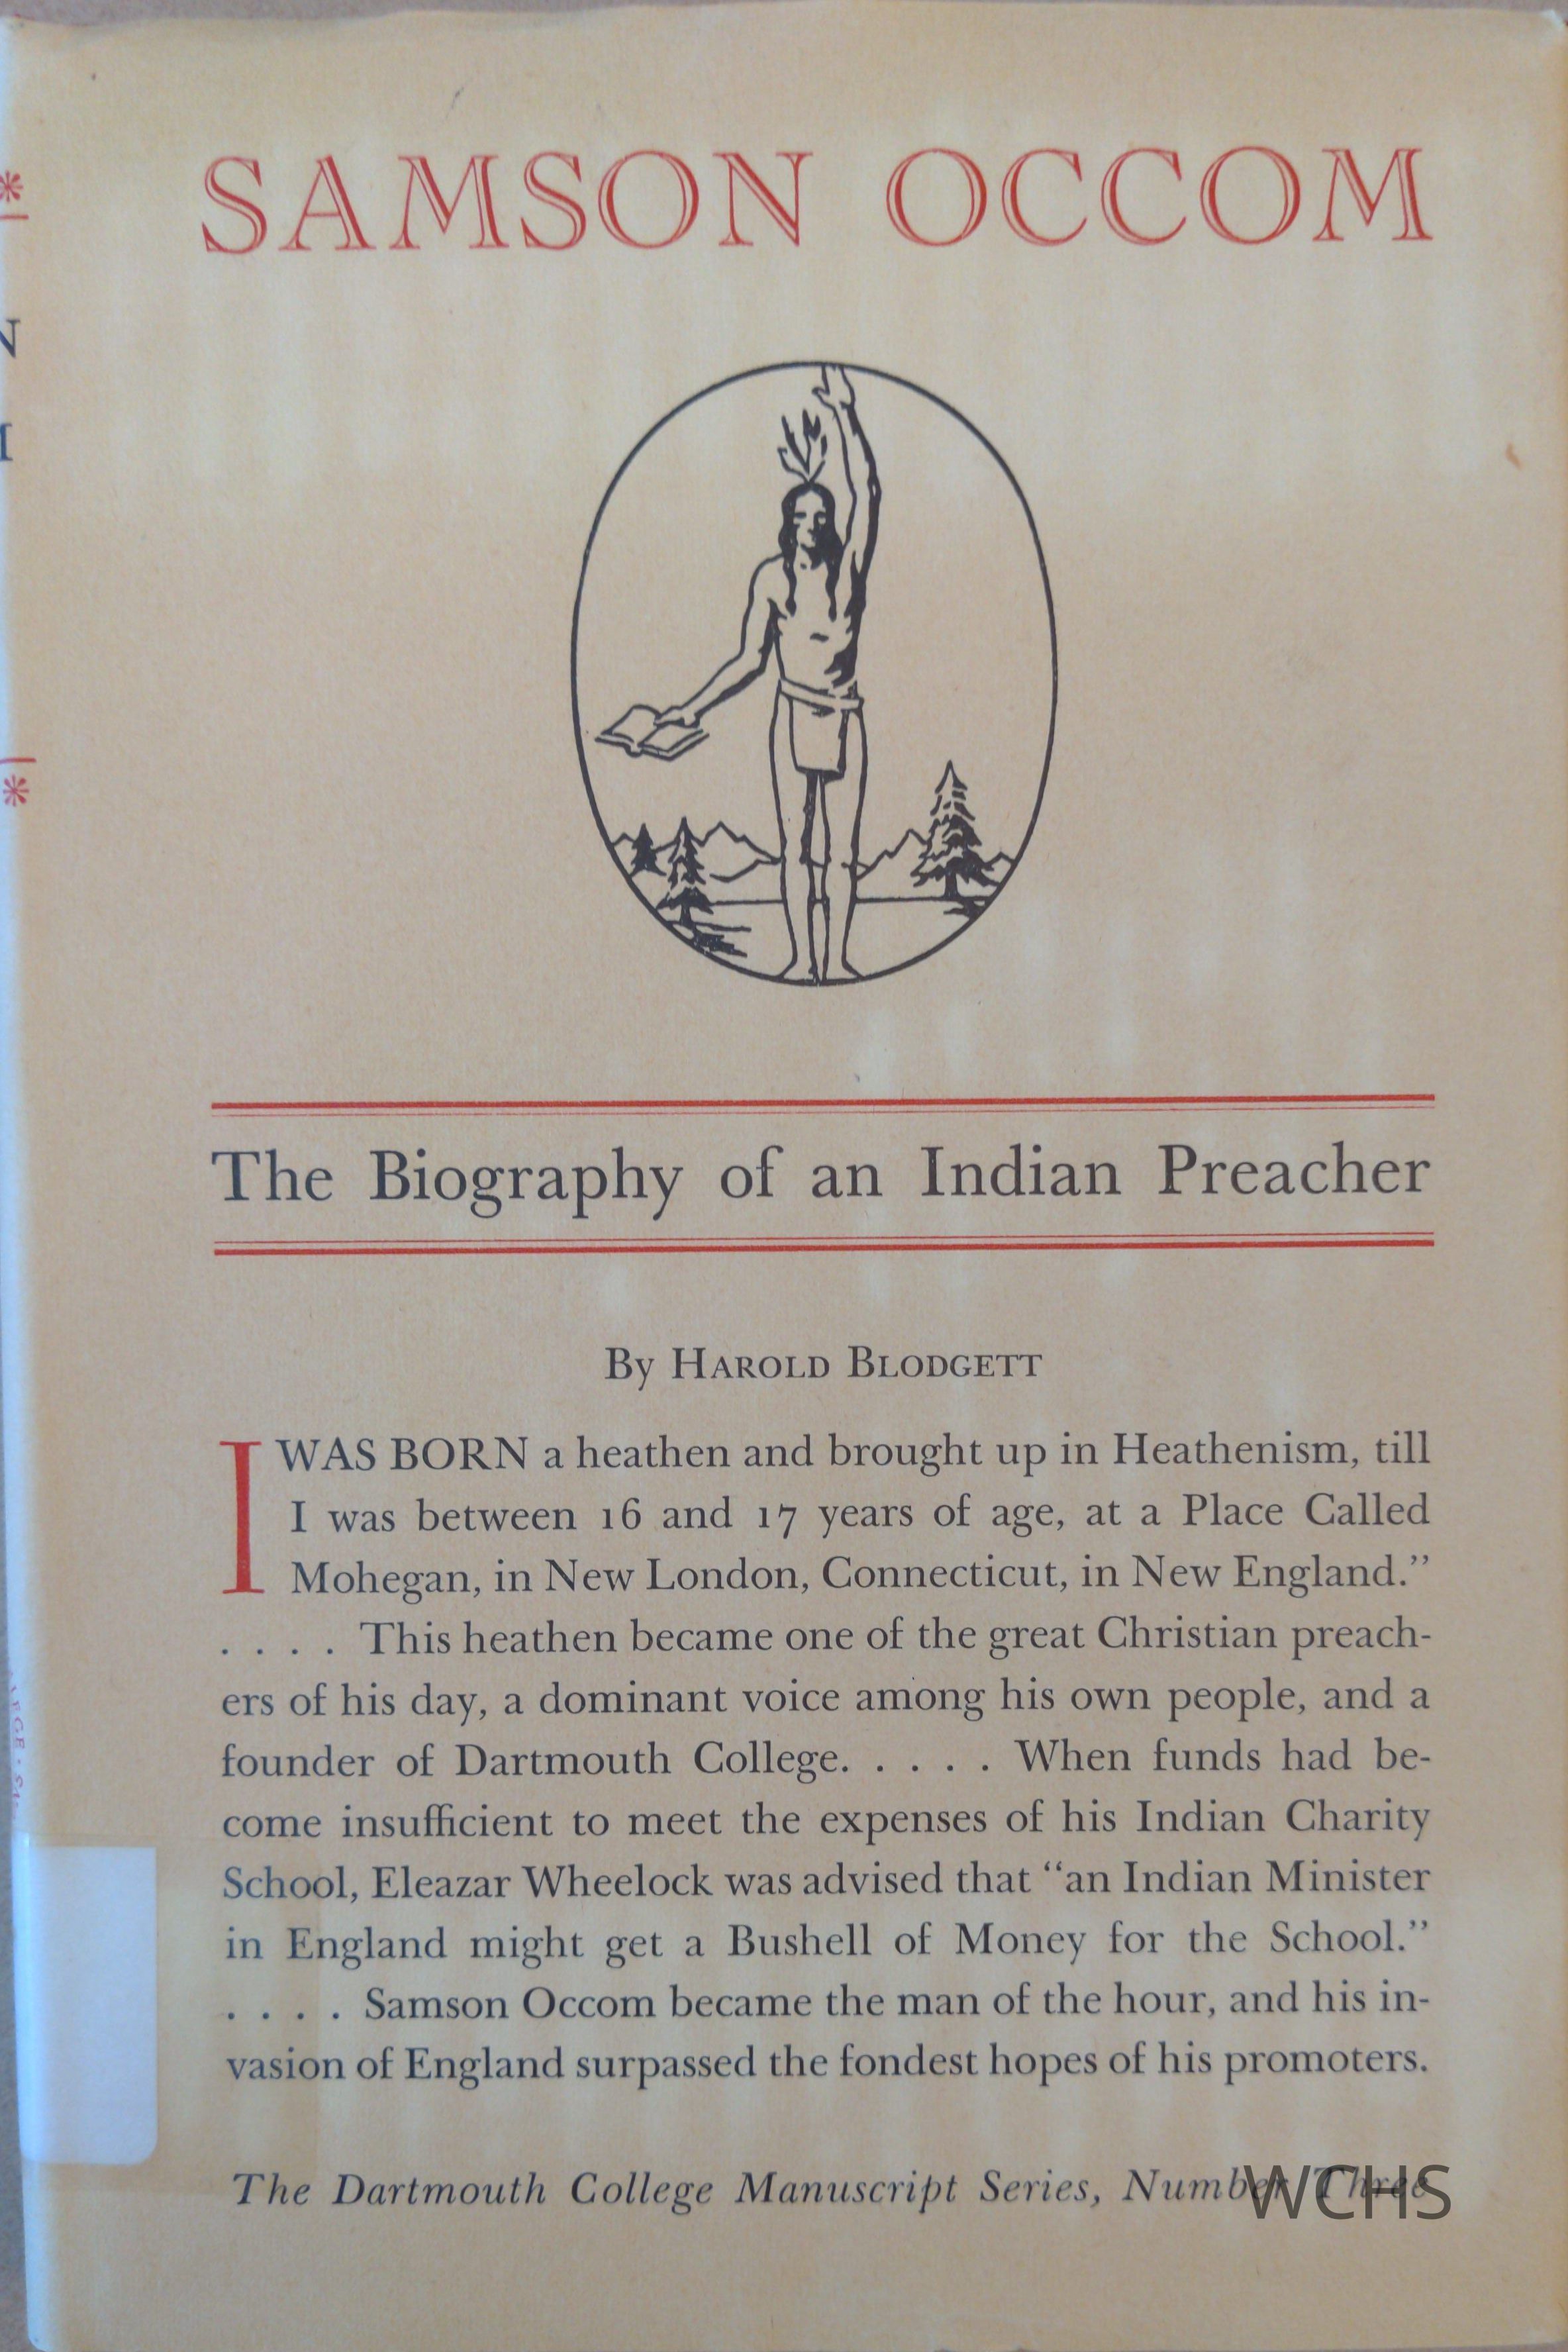 SAMSON OCCOM
The Biography of an Indian Preacher
By HAROLD BLODGETT
I WAS BORN a heathen and brought up in Heathenism, till
I was between 16 and 17 years of age, at a Place Called
Mohegan, in New London, Connecticut, in New England.”
. . . . This heathen became one of the great Christian preach-
ers of his day, a dominant voice among his own people, and a
founder of Dartmouth College. . . . . When funds had be-
come insufficient to meet the expenses of his Indian Charity
School, Eleazar Wheelock was advised that “an Indian Minister
in England might get a Bushell of Money for the School.”
. . . . Samson Occom became the man of the hour, and his in-
vasion of England surpassed the fondest hopes of his promoters.
The Dartmouth College Manuscript Series, Number Three
WCHS